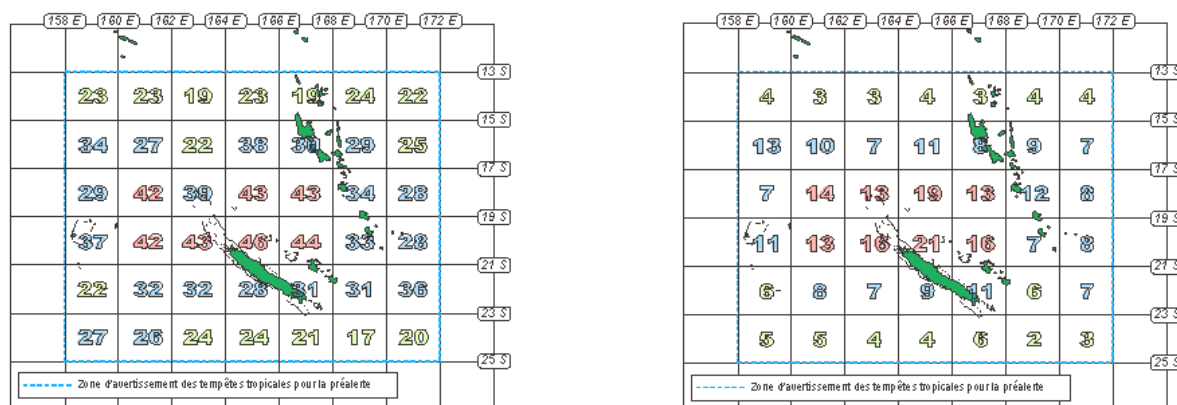 158 E 160 E 162 E 164 E 166 E 168 E 170 E 172 E
13 S
23 23 19 23 19 24 22
15 S
34 27 22 38 30 29 25
17 S
29 42 39 43 43 34 28
19 S
37 42 43 46 44 33 28
21 S
22 32 32 28 31 31 36
23 S
27 26 24 24 21 17 20
25 S
Zone d'avertissement des tempêtes tropicales pour la préalerte
158 E 160 E 162 E 164 E 166 E 168 E 170 E 172 E
13 S
4 3 3 4 3 4 4
15 S
13 10 7 11 8 9 7
17 S
7 14 13 19 13 12 8
19 S
11 13 16 21 16 7 8
21 S
6 8 7 9 11 6 7
23 S
5 5 4 4 6 2 3
25 S
Zone d'avertissement des tempêtes tropicales pour la préalerte